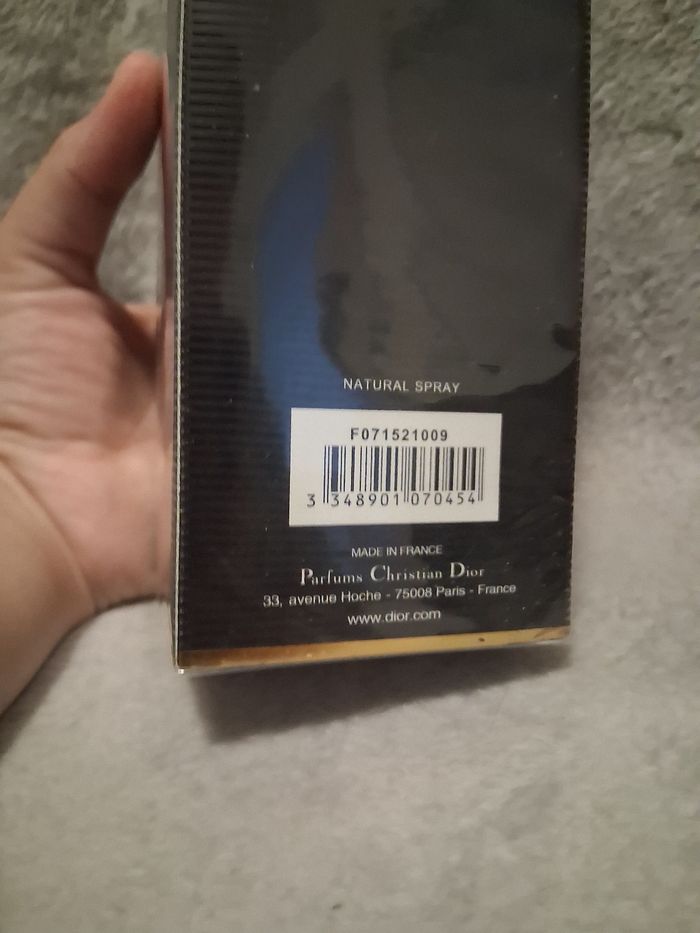 NATURAL SPRAY
F071521009
3 348901 070454
MADE IN FRANCE
Parfums Christian Dior
33, avenue Hoche - 75008 Paris - France
www.dior.com